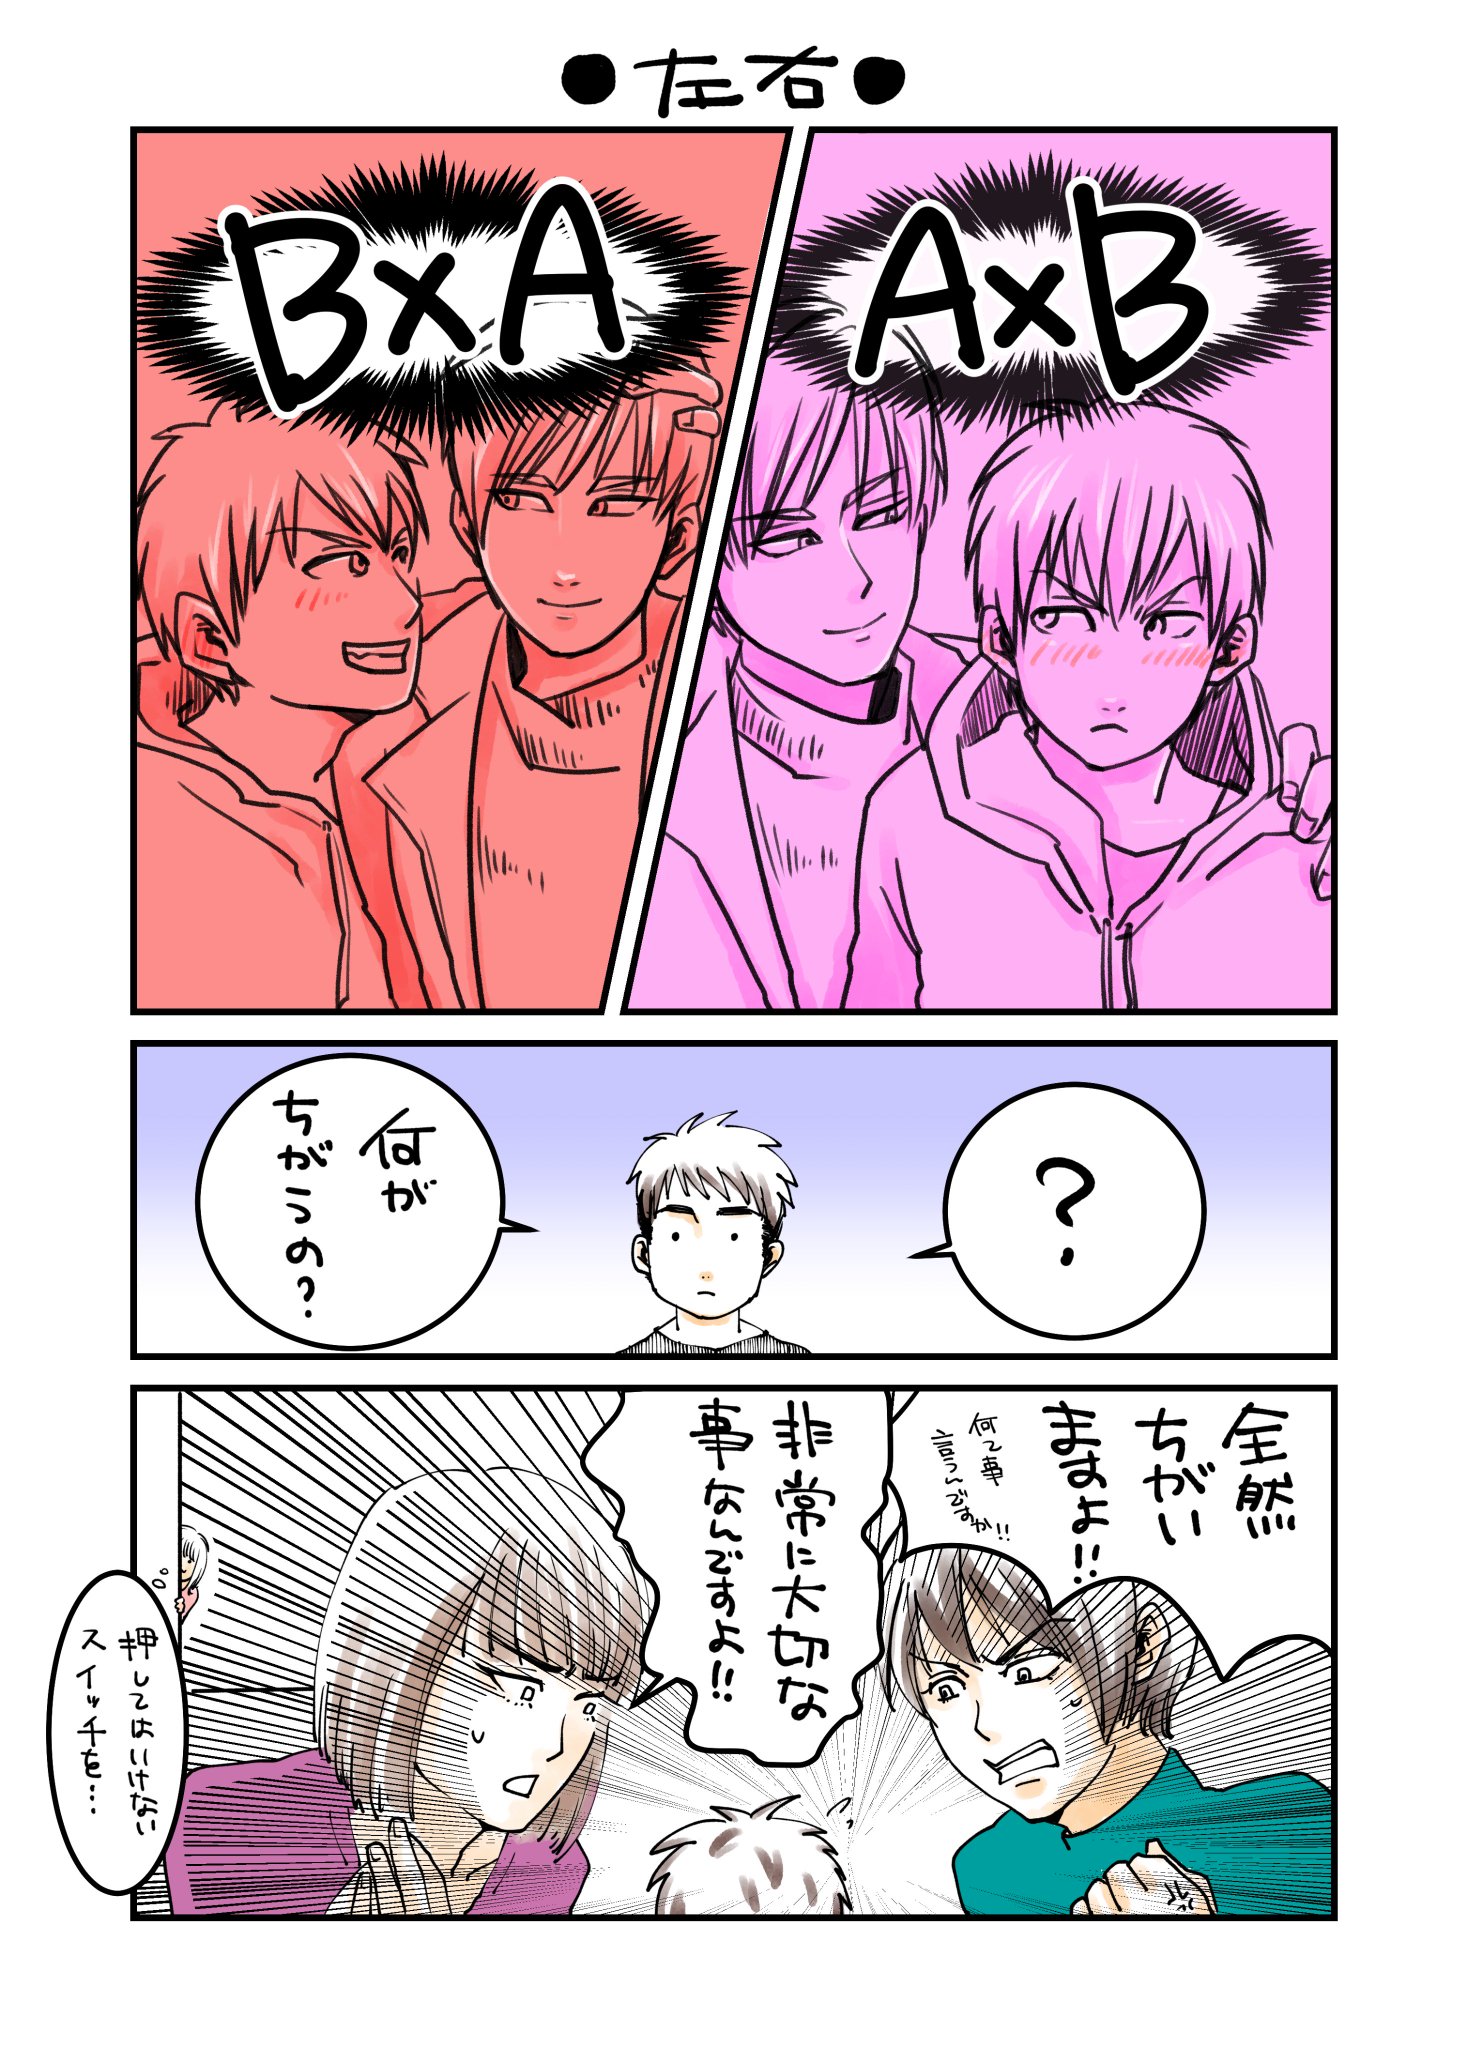 ●左右●
A×B
B×A
?
何が
ちがうの?
全然
ちがい
ますよ!!
何て事
言うんですか!!
非常に大切な
事なんですよ!!
押してはいけない
スイッチを…